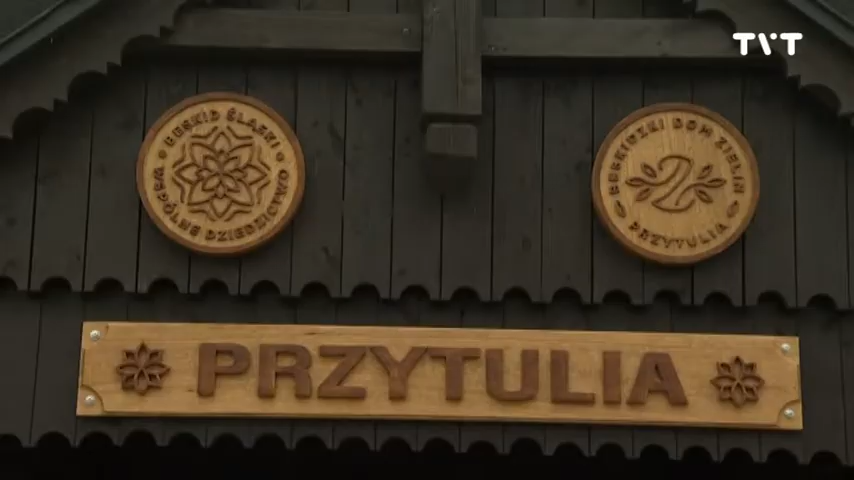 TVT
BESKID ŚLĄSKI
WSPÓLNE DZIEDZICTWO
BESKIDZKI DOM ZIELIN
PRZYTULIA
PRZYTULIA